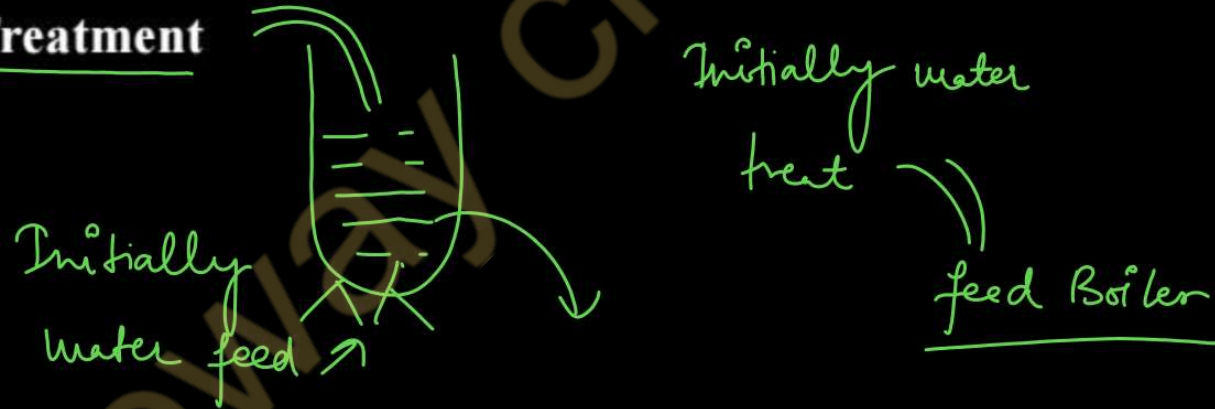 reatment
Initially water
treat
Initially
water feed
feed Boiler